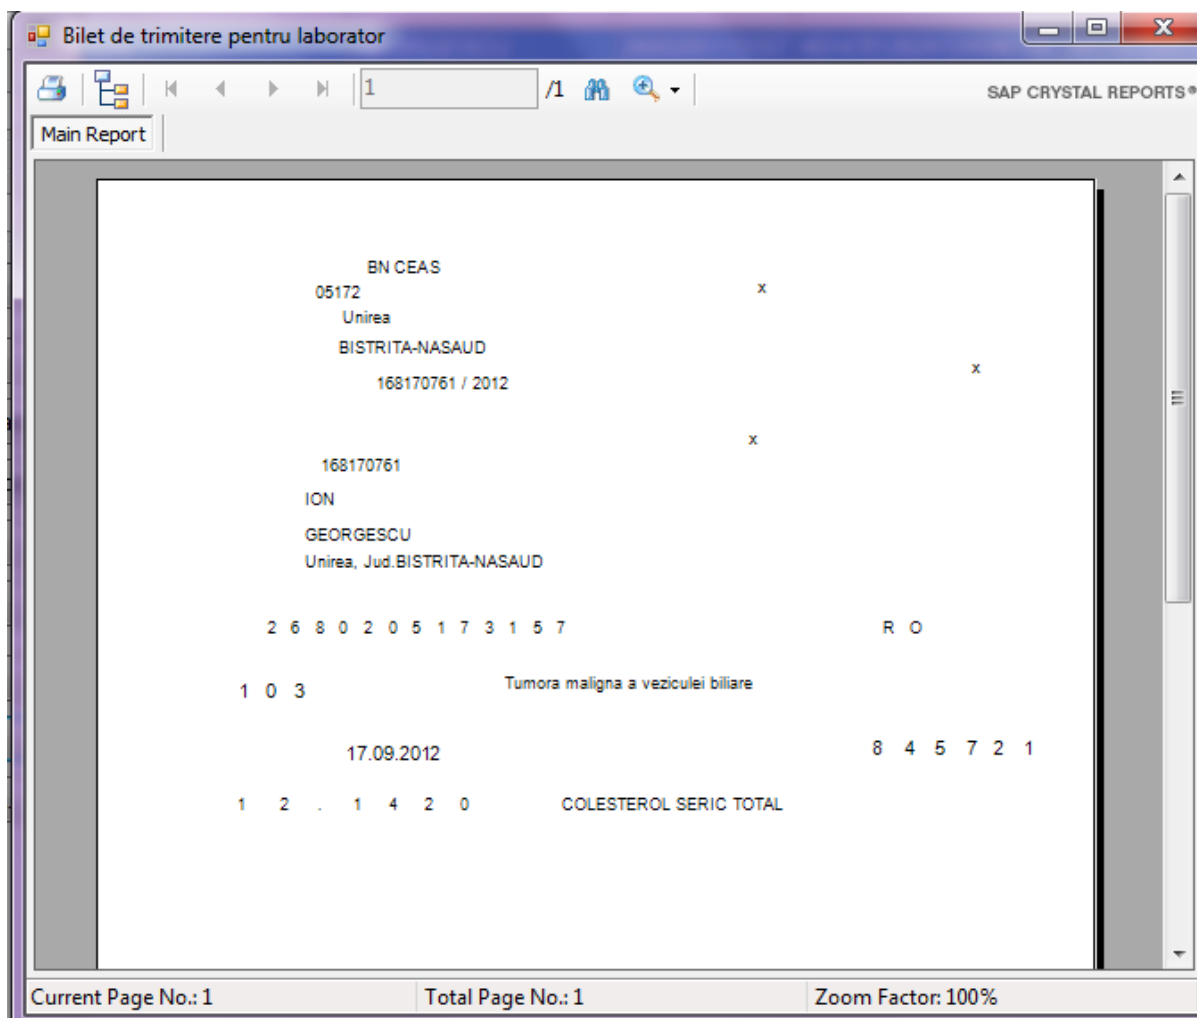 Bilet de trimitere pentru laborator
1 /1 SAP CRYSTAL REPORTS®
Main Report
BN CEAS
05172 x
Unirea
BISTRITA-NASAUD
x
168170761 / 2012
x
168170761
ION
GEORGESCU
Unirea, Jud.BISTRITA-NASAUD
2 6 8 0 2 0 5 1 7 3 1 5 7 R O
1 0 3 Tumora maligna a veziculei biliare
17.09.2012 8 4 5 7 2 1
1 2 . 1 4 2 0 COLESTEROL SERIC TOTAL
Current Page No.: 1 Total Page No.: 1 Zoom Factor: 100%